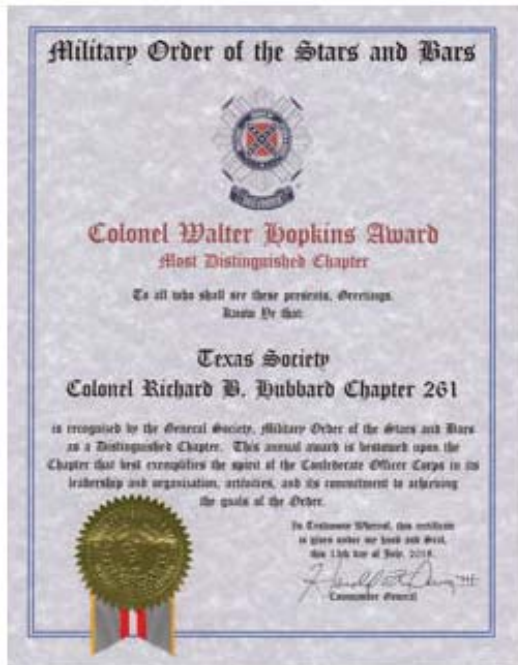 Military Order of the Stars and Bars
Colonel Walter Hopkins Award
Most Distinguished Chapter
To all who shall see these presents, Greetings.
Know Ye that
Texas Society
Colonel Richard B. Hubbard Chapter 261
is recognized by the General Society, Military Order of the Stars and Bars
as a Distinguished Chapter. This annual award is bestowed upon the
Chapter that best exemplifies the spirit of the Confederate Officer Corps in its
leadership and organization, activities, and its commitment to achieving
the goals of the Order.
In Testimony Whereof, this certificate
is given under my hand and Seal,
this 13th day of July, 2018.
Commander General